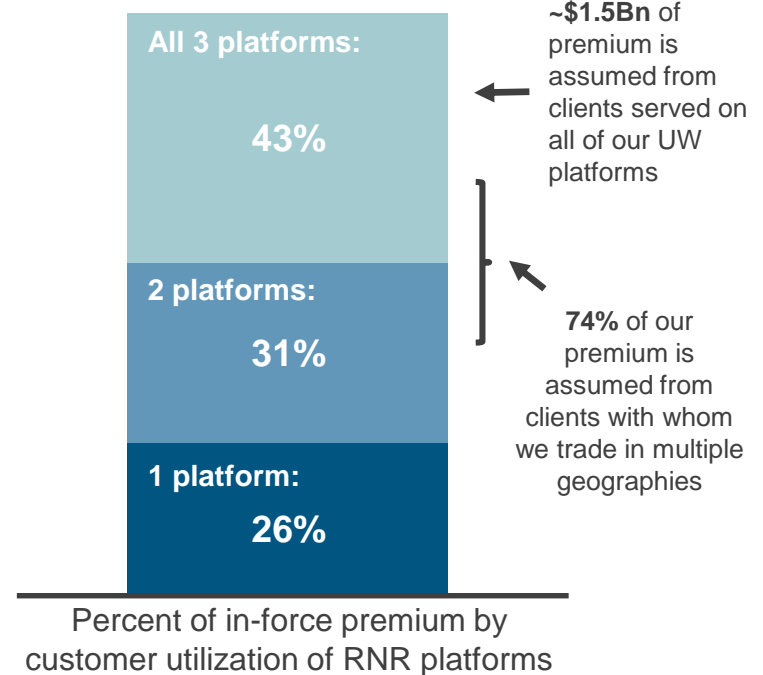 All 3 platforms:
43%
~$1.5Bn of
premium is
assumed from
clients served on
all of our UW
platforms
2 platforms:
31%
74% of our
premium is
assumed from
clients with whom
we trade in multiple
geographies
1 platform:
26%
Percent of in-force premium by
customer utilization of RNR platforms